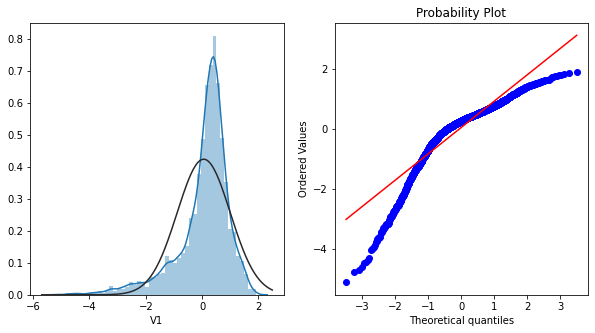 0.8
0.7
0.6
0.5
0.4
0.3
0.2
0.1
0.0
−6 −4 −2 0 2
V1
Probability Plot
Ordered Values
2
0
−2
−4
−3 −2 −1 0 1 2 3
Theoretical quantiles